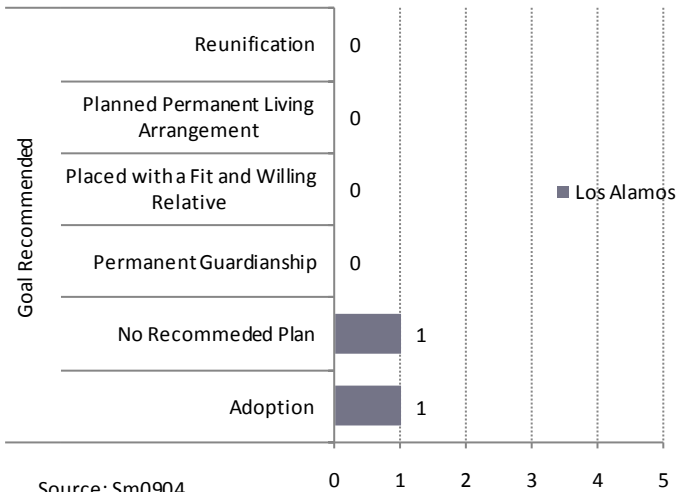 Goal Recommended
Reunification 0
Planned Permanent Living
Arrangement 0
Placed with a Fit and Willing
Relative 0
Permanent Guardianship 0
No Recommeded Plan 1
Adoption 1
Los Alamos
0 1 2 3 4 5
Source: Sm0904